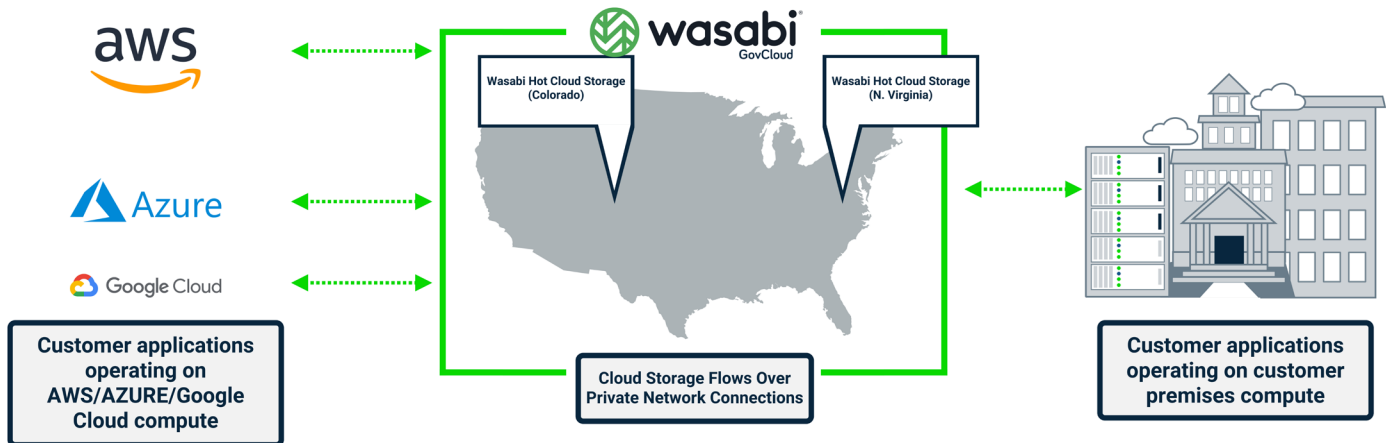 aws
Azure
Google Cloud
Customer applications
operating on
AWS/AZURE/Google
Cloud compute
wasabi
GovCloud
Wasabi Hot Cloud Storage
(Colorado)
Wasabi Hot Cloud Storage
(N. Virginia)
Cloud Storage Flows Over
Private Network Connections
Customer applications
operating on customer
premises compute